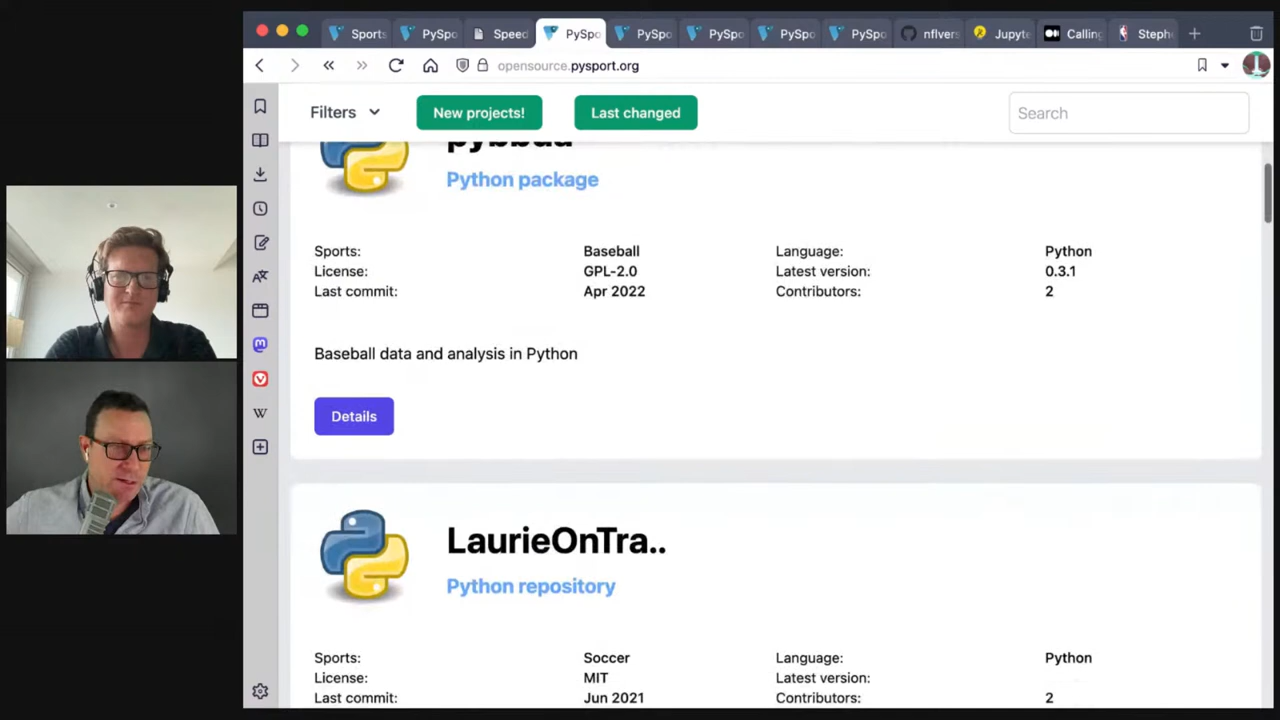 Sports
PySpo
Speed
PySpo
PySpo
PySpo
PySpo
PySpo
nflvers
Jupyte
Calling
Steph
opensource.pysport.org
Filters
New projects!
Last changed
Search
pybbda
Python package
Sports:
Baseball
Language:
Python
License:
GPL-2.0
Latest version:
0.3.1
Last commit:
Apr 2022
Contributors:
2
Baseball data and analysis in Python
Details
LaurieOnTra..
Python repository
Sports:
Soccer
Language:
Python
License:
MIT
Latest version:
Last commit:
Jun 2021
Contributors:
2